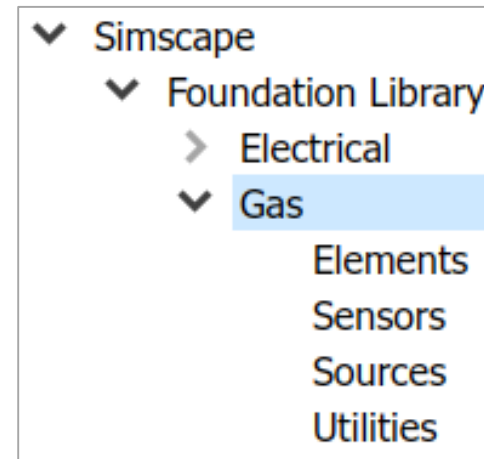 Simscape
Foundation Library
Electrical
Gas
Elements
Sensors
Sources
Utilities